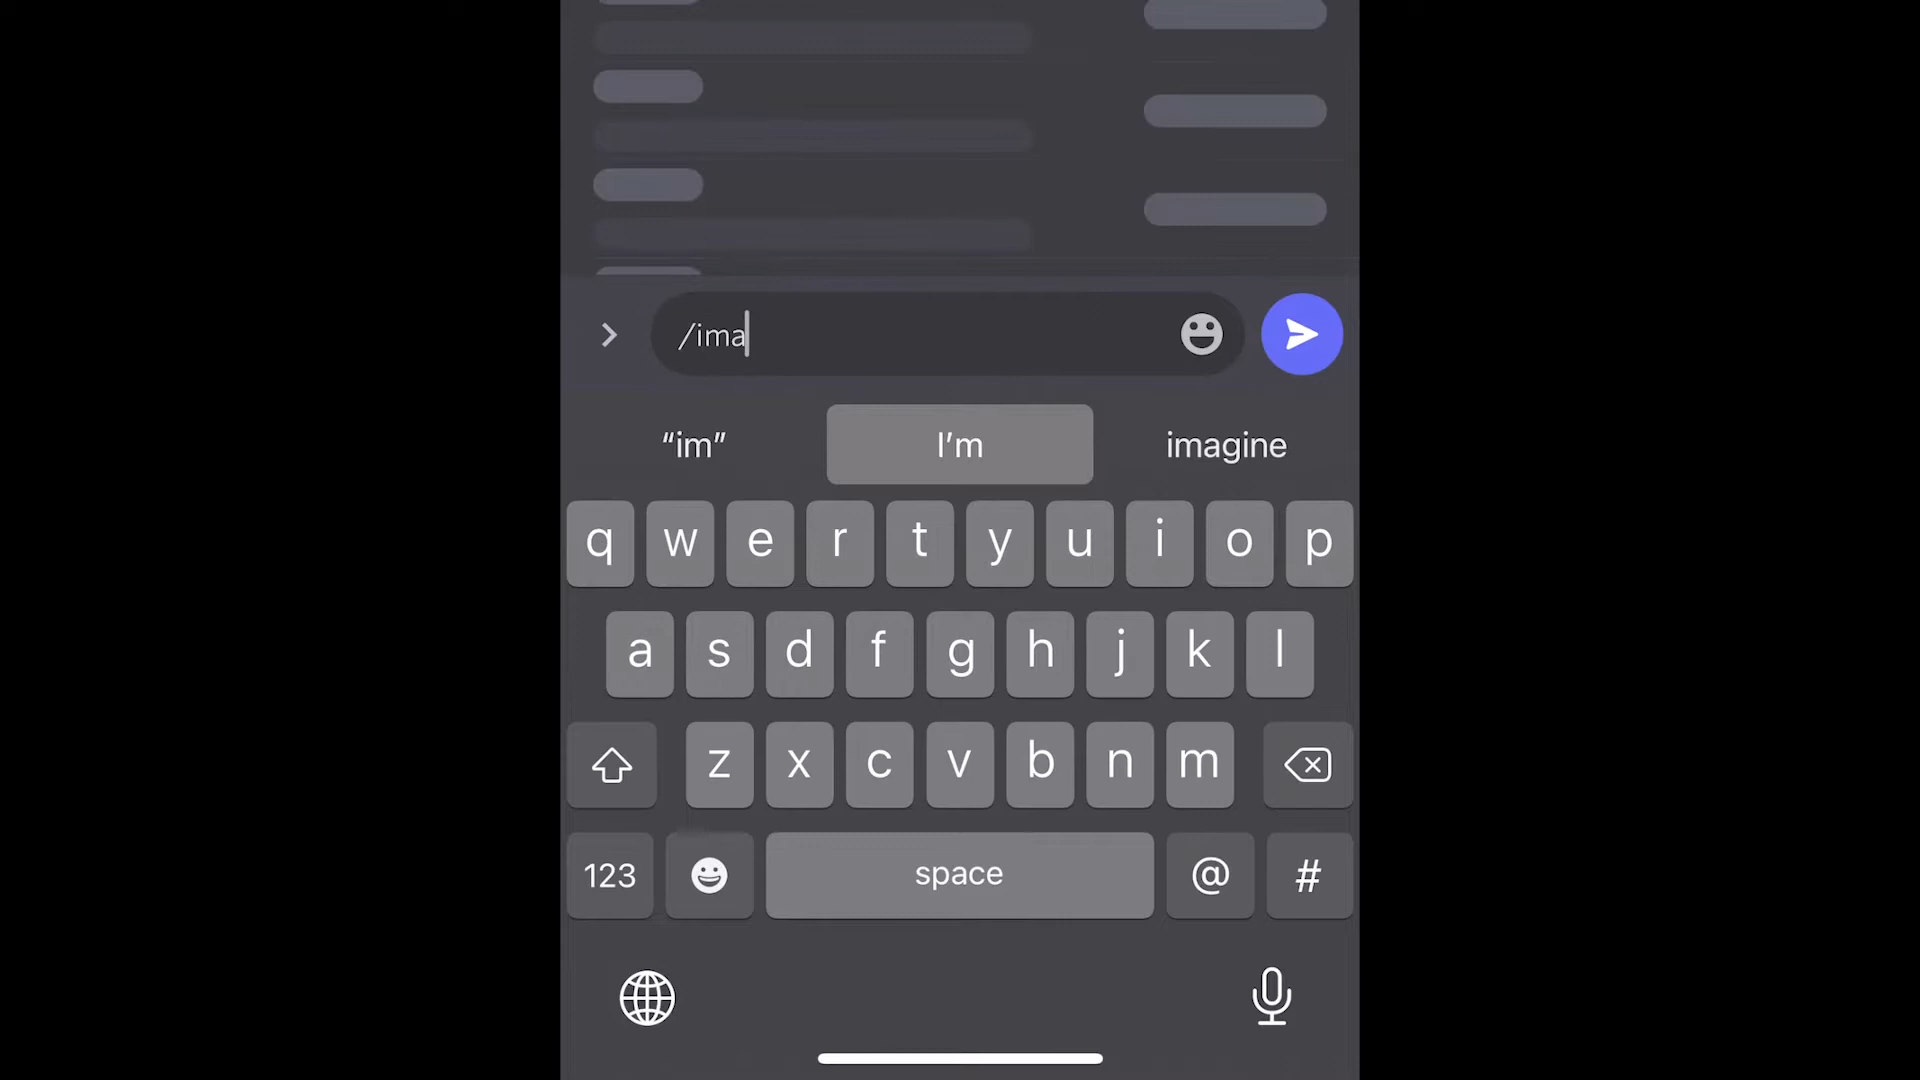 /ima
“im” I’m imagine
q w e r t y u i o p
a s d f g h j k l
z x c v b n m
123 space @ #